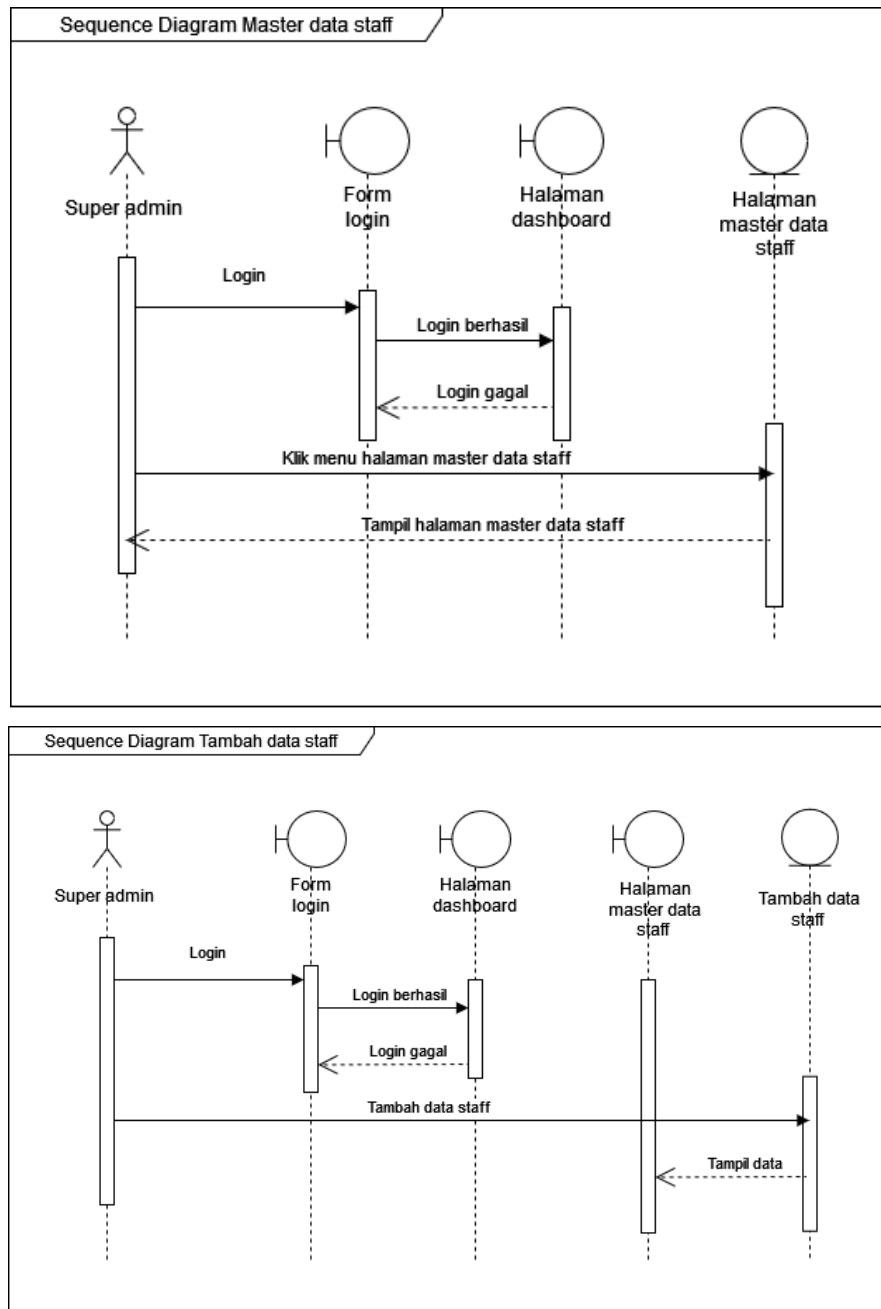 Sequence Diagram Master data staff
Super admin
Form
login
Halaman
dashboard
Halaman
master data
staff
Login
Login berhasil
Login gagal
Klik menu halaman master data staff
Tampil halaman master data staff
Sequence Diagram Tambah data staff
Super admin
Form
login
Halaman
dashboard
Halaman
master data
staff
Tambah data
staff
Login
Login berhasil
Login gagal
Tambah data staff
Tampil data